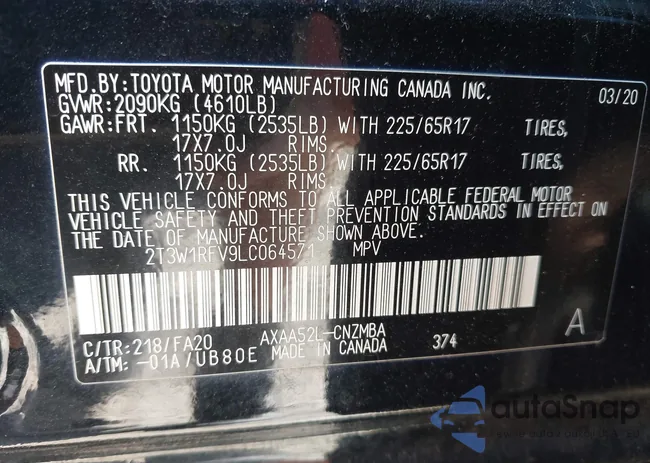 MFD.BY:TOYOTA MOTOR MANUFACTURING CANADA INC. 03/20
GVWR:2090KG (4610LB)
GAWR:FRT. 1150KG (2535LB) WITH 225/65R17 TIRES,
17X7.0J RIMS.
RR. 1150KG (2535LB) WITH 225/65R17 TIRES,
17X7.0J RIMS.
THIS VEHICLE CONFORMS TO ALL APPLICABLE FEDERAL MOTOR
VEHICLE SAFETY AND THEFT PREVENTION STANDARDS IN EFFECT ON
THE DATE OF MANUFACTURE SHOWN ABOVE.
2T3W1RFV9LC064571 MPV
C/TR:218/FA20 AXAA52L-CNZMBA 374 A
A/TM:-01A/UB80E MADE IN CANADA
autoSnap